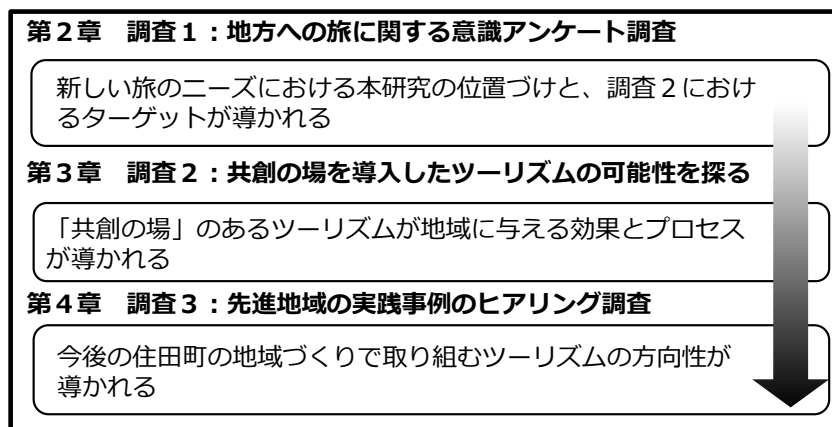 第２章　調査１：地方への旅に関する意識アンケート調査
新しい旅のニーズにおける本研究の位置づけと、調査２におけ
るターゲットが導かれる
第３章　調査２：共創の場を導入したツーリズムの可能性を探る
「共創の場」のあるツーリズムが地域に与える効果とプロセス
が導かれる
第４章　調査３：先進地域の実践事例のヒアリング調査
今後の住田町の地域づくりで取り組むツーリズムの方向性が
導かれる